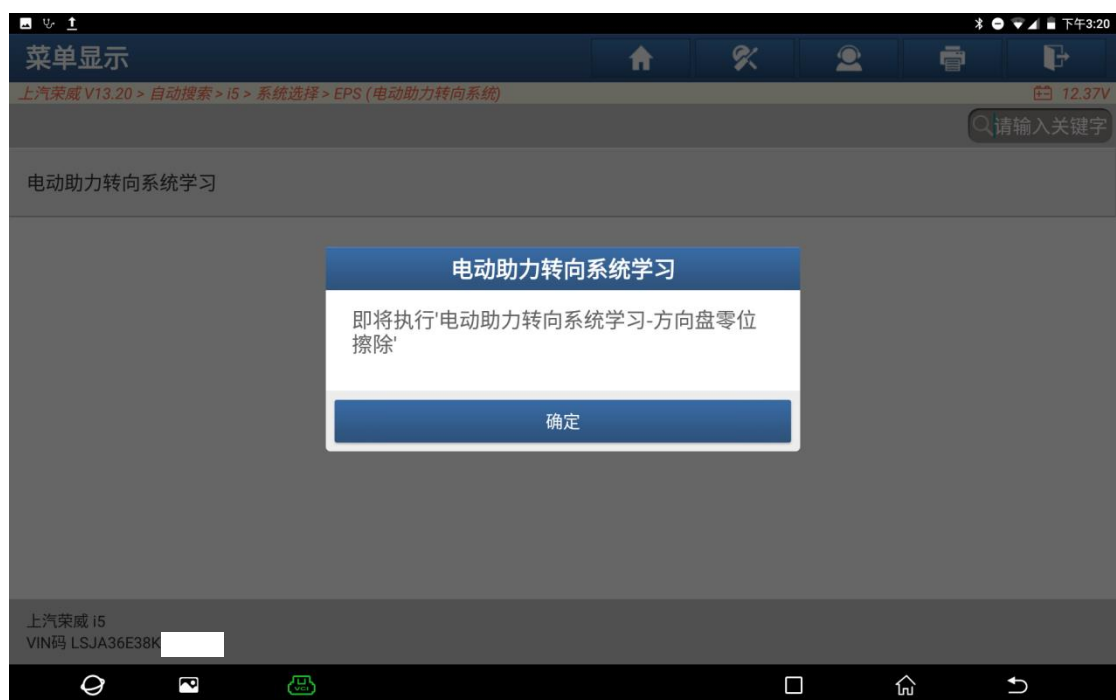 下午3:20
菜单显示
上汽荣威 V13.20 > 自动搜索 > i5 > 系统选择 > EPS (电动助力转向系统)
12.37V
请输入关键字
电动助力转向系统学习
电动助力转向系统学习
即将执行'电动助力转向系统学习-方向盘零位
擦除'
确定
上汽荣威 i5
VIN码 LSJA36E38K
VCI